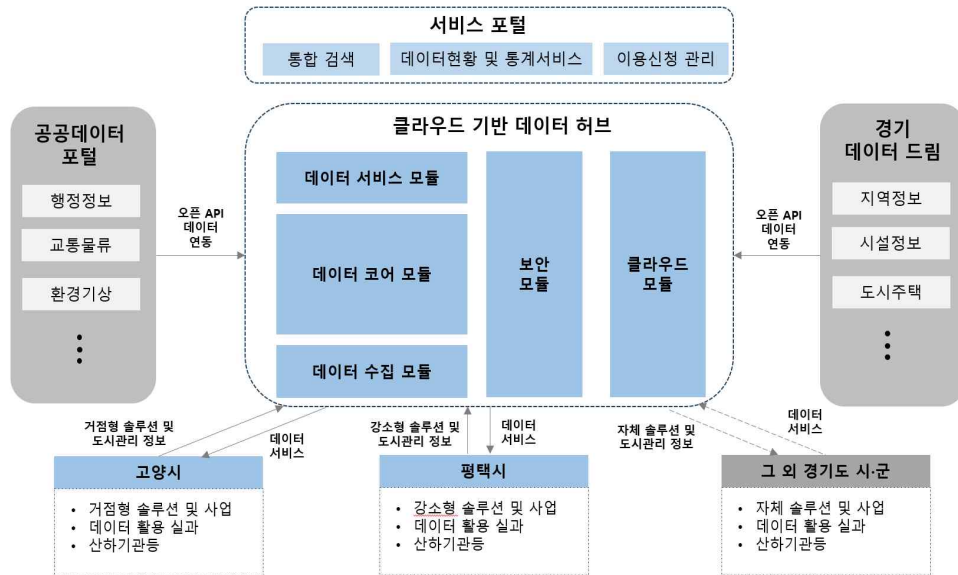 서비스 포털
통합 검색
데이터현황 및 통계서비스
이용신청 관리
공공데이터
포털
행정정보
교통물류
환경기상
오픈 API
데이터
연동
클라우드 기반 데이터 허브
데이터 서비스 모듈
데이터 코어 모듈
데이터 수집 모듈
보안
모듈
클라우드
모듈
오픈 API
데이터
연동
경기
데이터 드림
지역정보
시설정보
도시주택
거점형 솔루션 및
도시관리 정보
데이터
서비스
강소형 솔루션 및
도시관리 정보
데이터
서비스
자체 솔루션 및
도시관리 정보
데이터
서비스
고양시
• 거점형 솔루션 및 사업
• 데이터 활용 실과
• 산하기관등
평택시
• 강소형 솔루션 및 사업
• 데이터 활용 실과
• 산하기관등
그 외 경기도 시·군
• 자체 솔루션 및 사업
• 데이터 활용 실과
• 산하기관등